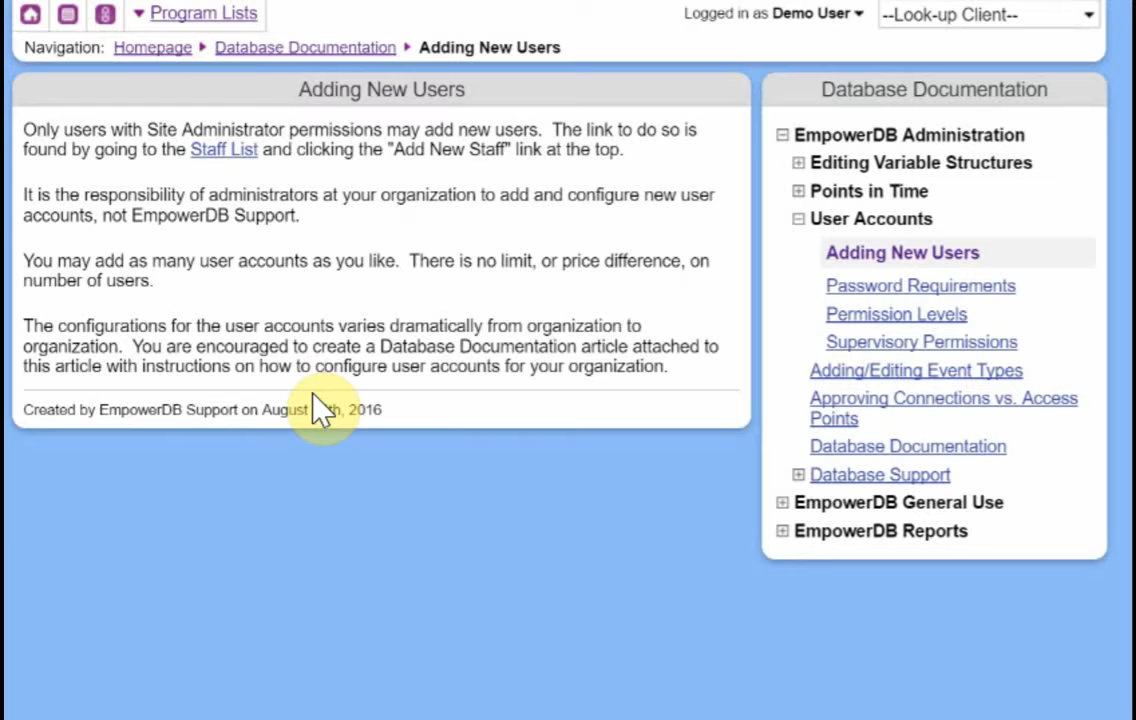 Program Lists
Logged in as Demo User
--Look-up Client--
Navigation: Homepage Database Documentation Adding New Users
Adding New Users
Only users with Site Administrator permissions may add new users. The link to do so is
found by going to the Staff List and clicking the "Add New Staff" link at the top.
It is the responsibility of administrators at your organization to add and configure new user
accounts, not EmpowerDB Support.
You may add as many user accounts as you like. There is no limit, or price difference, on
number of users.
The configurations for the user accounts varies dramatically from organization to
organization. You are encouraged to create a Database Documentation article attached to
this article with instructions on how to configure user accounts for your organization.
Created by EmpowerDB Support on August 2016
Database Documentation
EmpowerDB Administration
Editing Variable Structures
Points in Time
User Accounts
Adding New Users
Password Requirements
Permission Levels
Supervisory Permissions
Adding/Editing Event Types
Approving Connections vs. Access
Points
Database Documentation
Database Support
EmpowerDB General Use
EmpowerDB Reports